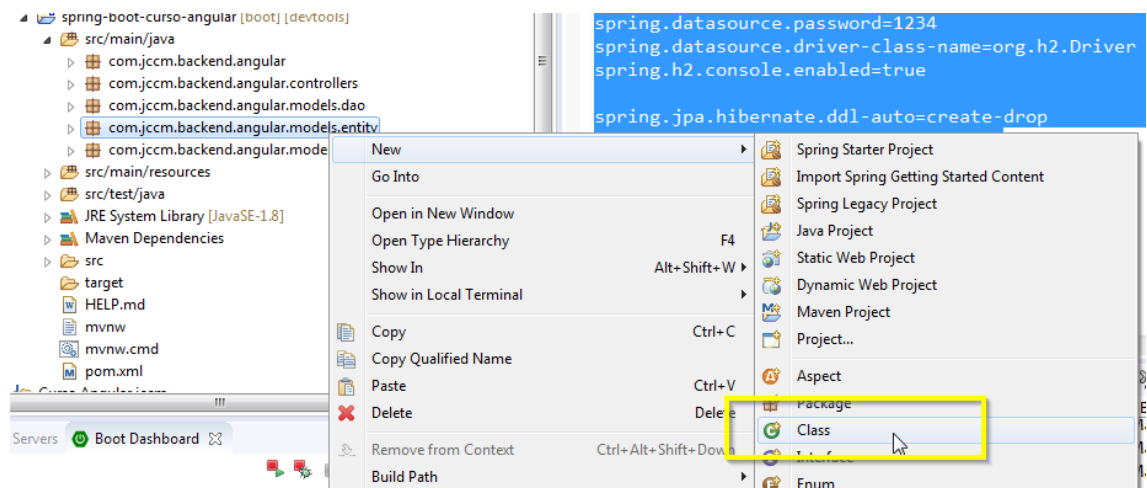 spring-boot-curso-angular [boot] [devtools]
src/main/java
com.jccm.backend.angular
com.jccm.backend.angular.controllers
com.jccm.backend.angular.models.dao
com.jccm.backend.angular.models.entity
com.jccm.backend.angular.mode
src/main/resources
src/test/java
JRE System Library [JavaSE-1.8]
Maven Dependencies
src
target
HELP.md
mvnw
mvnw.cmd
pom.xml
Servers
Boot Dashboard
spring.datasource.password=1234
spring.datasource.driver-class-name=org.h2.Driver
spring.h2.console.enabled=true
spring.jpa.hibernate.ddl-auto=create-drop
New
Go Into
Open in New Window
Open Type Hierarchy F4
Show In Alt+Shift+W
Show in Local Terminal
Copy Ctrl+C
Copy Qualified Name
Paste Ctrl+V
Delete Delete
Remove from Context Ctrl+Alt+Shift+Down
Build Path
Spring Starter Project
Import Spring Getting Started Content
Spring Legacy Project
Java Project
Static Web Project
Dynamic Web Project
Maven Project
Project...
Aspect
Package
Class
Interface
Enum